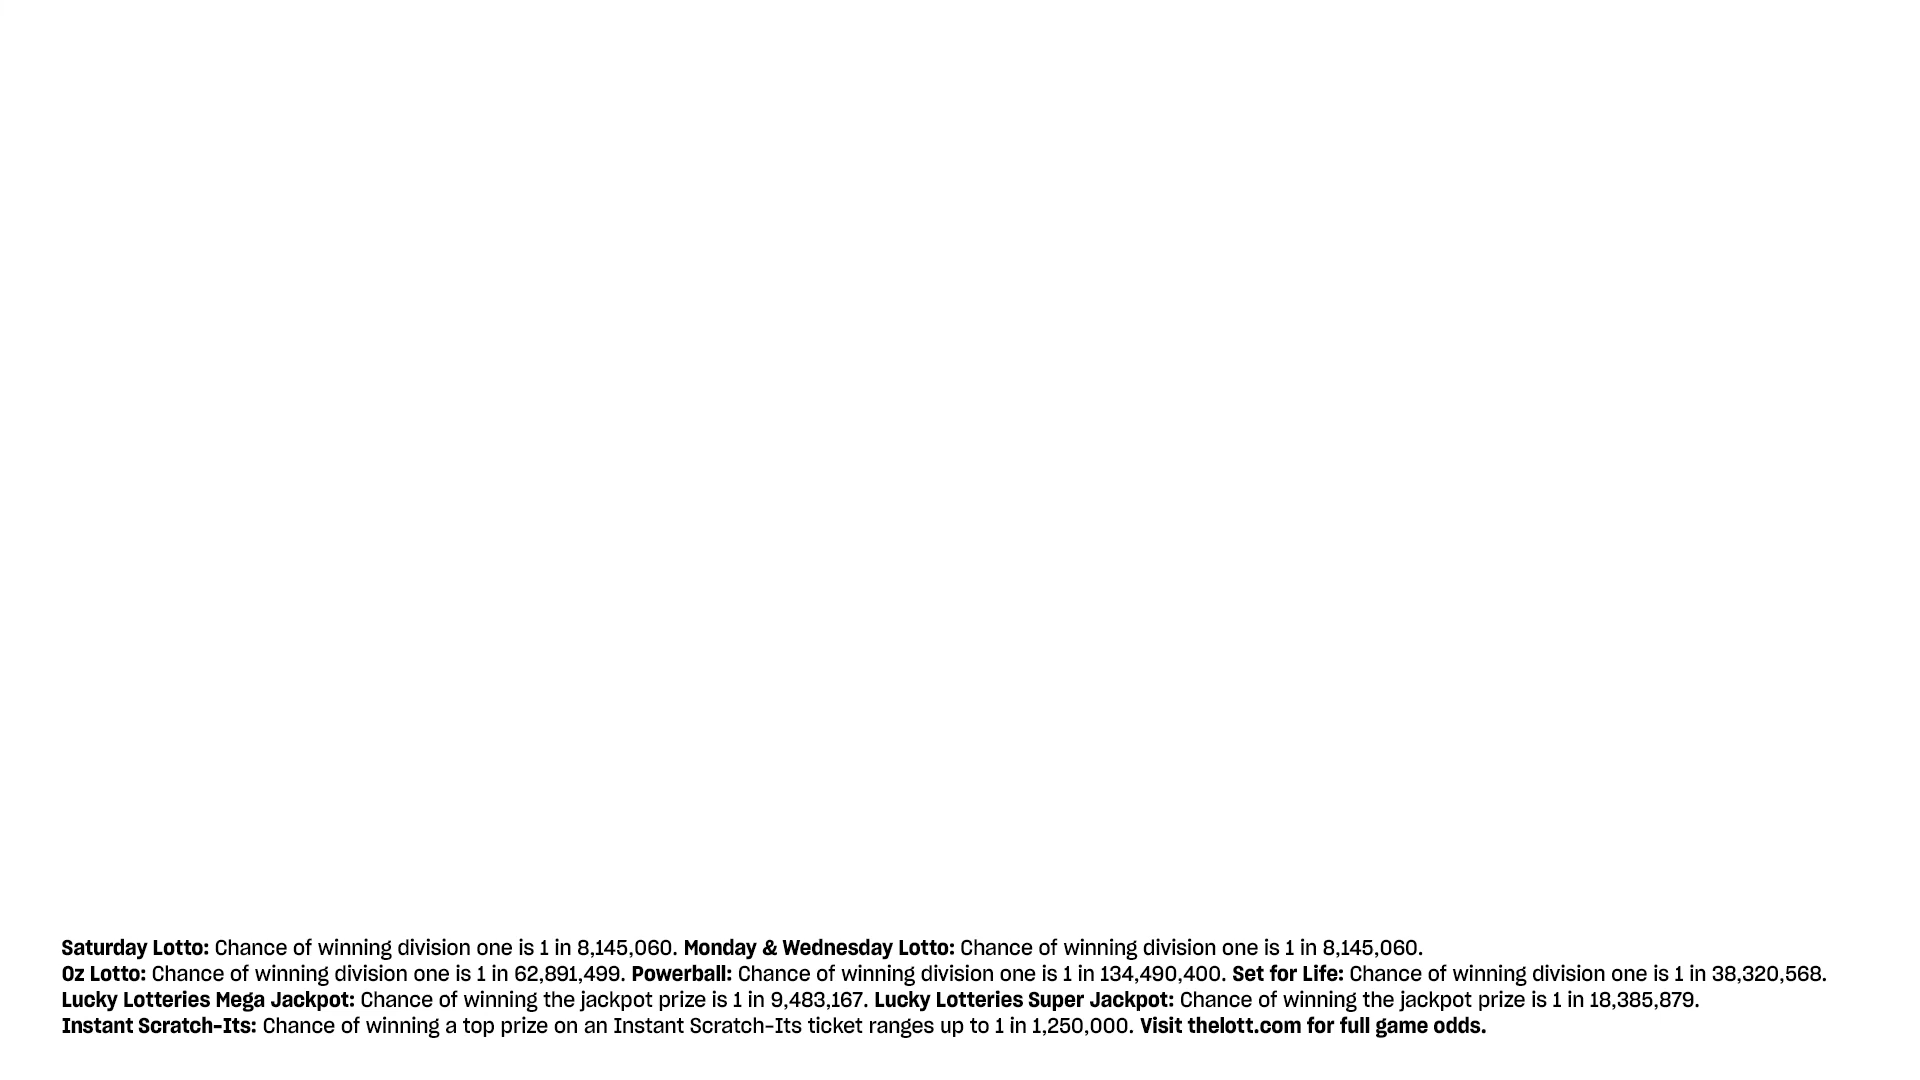 Saturday Lotto: Chance of winning division one is 1 in 8,145,060. Monday & Wednesday Lotto: Chance of winning division one is 1 in 8,145,060.
Oz Lotto: Chance of winning division one is 1 in 62,891,499. Powerball: Chance of winning division one is 1 in 134,490,400. Set for Life: Chance of winning division one is 1 in 38,320,568.
Lucky Lotteries Mega Jackpot: Chance of winning the jackpot prize is 1 in 9,483,167. Lucky Lotteries Super Jackpot: Chance of winning the jackpot prize is 1 in 18,385,879.
Instant Scratch-Its: Chance of winning a top prize on an Instant Scratch-Its ticket ranges up to 1 in 1,250,000. Visit thelott.com for full game odds.